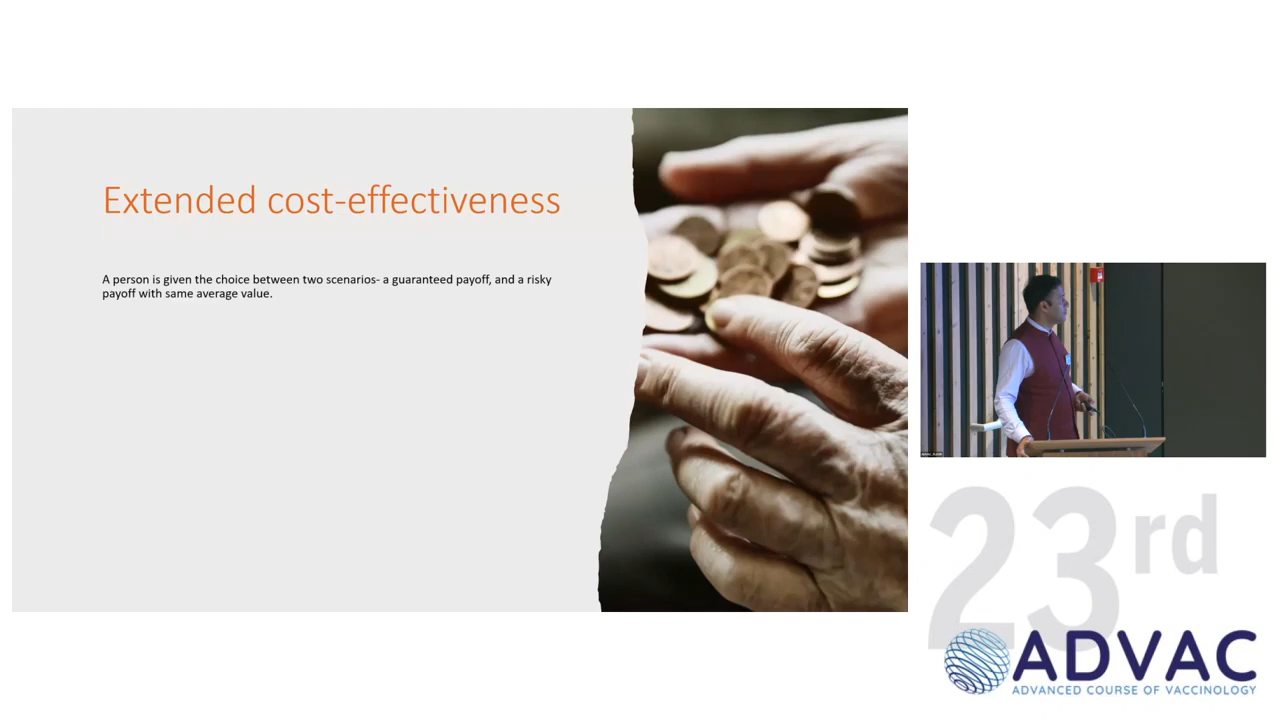 Extended cost-effectiveness
A person is given the choice between two scenarios- a guaranteed payoff, and a risky
payoff with same average value.
23rd
ADVAC
ADVANCED COURSE OF VACCINOLOGY